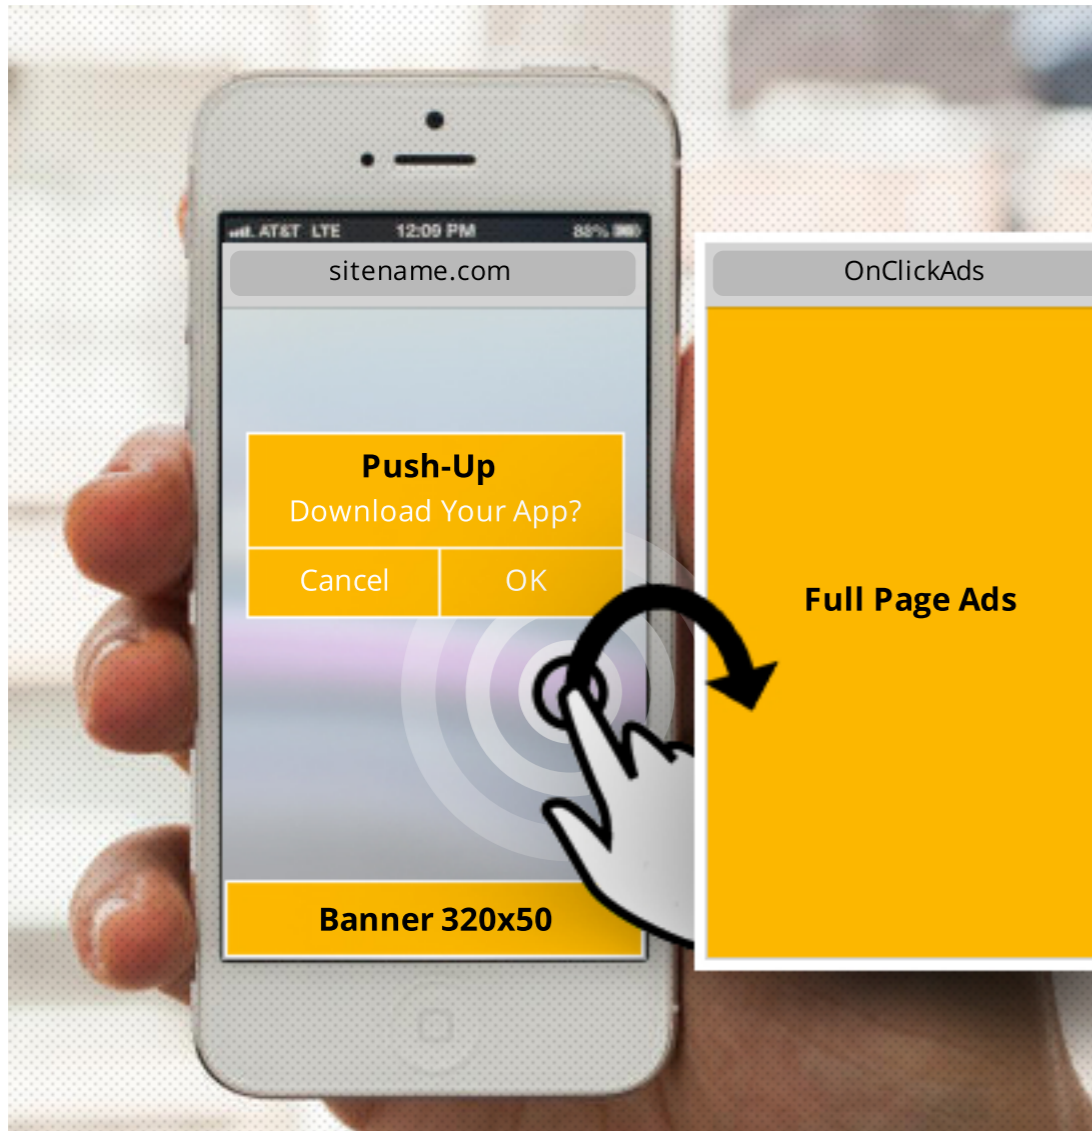 AT&T LTE 12:09 PM 88%
sitename.com
Push-Up
Download Your App?
Cancel OK
Banner 320x50
OnClickAds
Full Page Ads